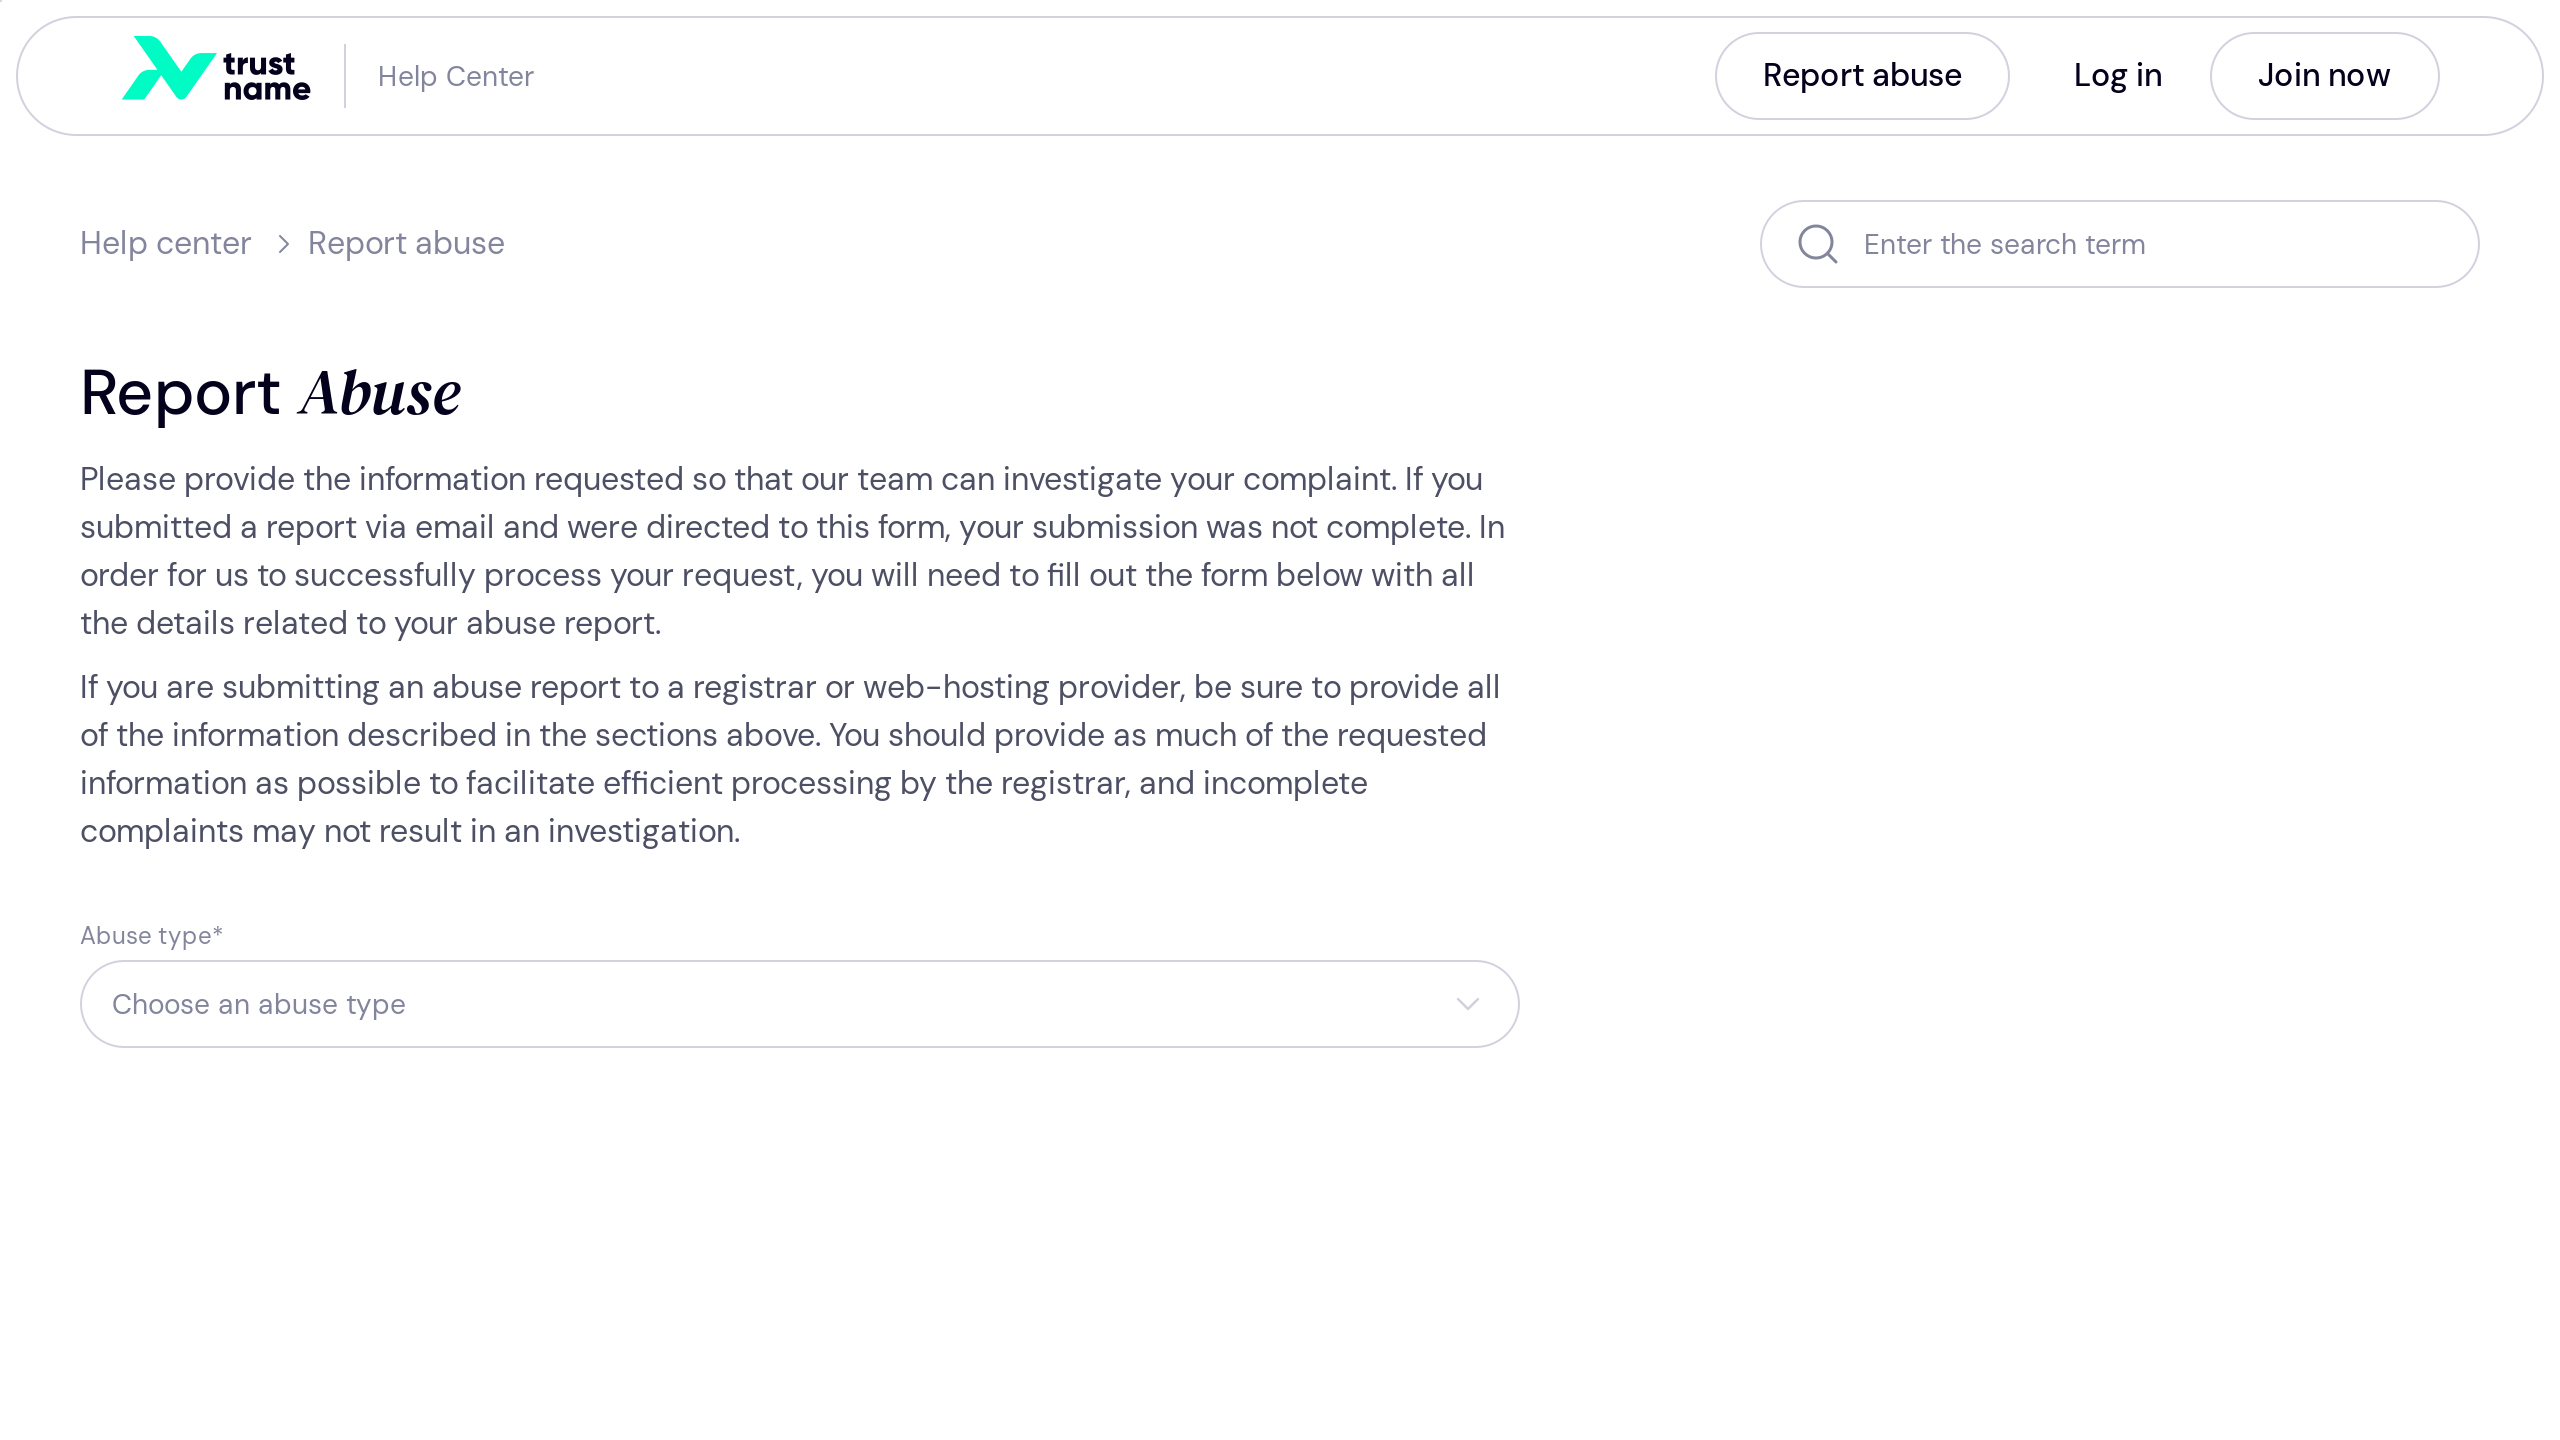 trust
name
Help Center
Report abuse
Log in
Join now
Help center
Report abuse
Enter the search term
Report Abuse
Please provide the information requested so that our team can investigate your complaint. If you
submitted a report via email and were directed to this form, your submission was not complete. In
order for us to successfully process your request, you will need to fill out the form below with all
the details related to your abuse report.
If you are submitting an abuse report to a registrar or web-hosting provider, be sure to provide all
of the information described in the sections above. You should provide as much of the requested
information as possible to facilitate efficient processing by the registrar, and incomplete
complaints may not result in an investigation.
Abuse type*
Choose an abuse type